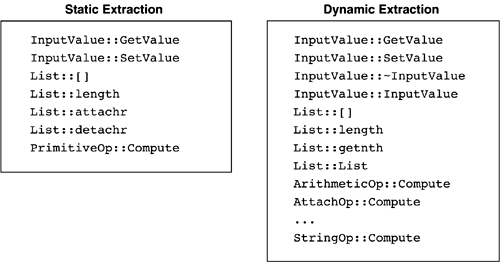 Static Extraction
InputValue::GetValue
InputValue::SetValue
List::[]
List::length
List::attachr
List::detachr
PrimitiveOp::Compute
Dynamic Extraction
InputValue::GetValue
InputValue::SetValue
InputValue::~InputValue
InputValue::InputValue
List::[]
List::length
List::getnth
List::List
ArithmeticOp::Compute
AttachOp::Compute
...
StringOp::Compute